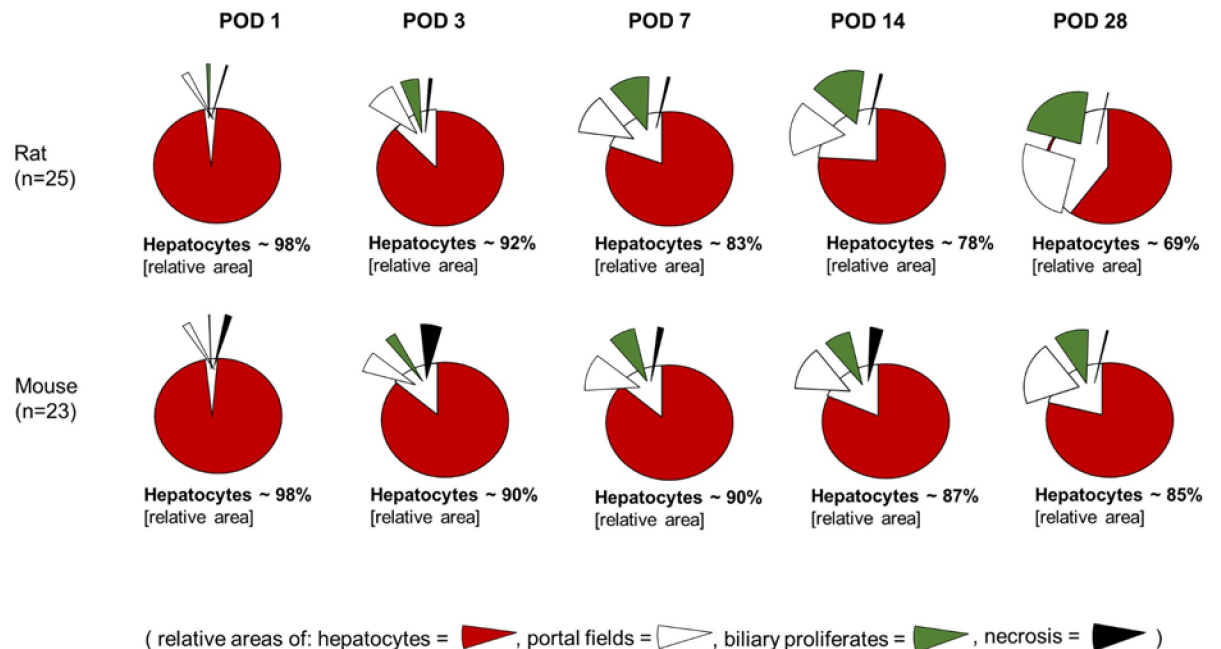 POD 1 POD 3 POD 7 POD 14 POD 28
Rat
(n=25)
Hepatocytes ~ 98% Hepatocytes ~ 92% Hepatocytes ~ 83% Hepatocytes ~ 78% Hepatocytes ~ 69%
[relative area] [relative area] [relative area] [relative area] [relative area]
Mouse
(n=23)
Hepatocytes ~ 98% Hepatocytes ~ 90% Hepatocytes ~ 90% Hepatocytes ~ 87% Hepatocytes ~ 85%
[relative area] [relative area] [relative area] [relative area] [relative area]
( relative areas of: hepatocytes = , portal fields = , biliary proliferates = , necrosis = )